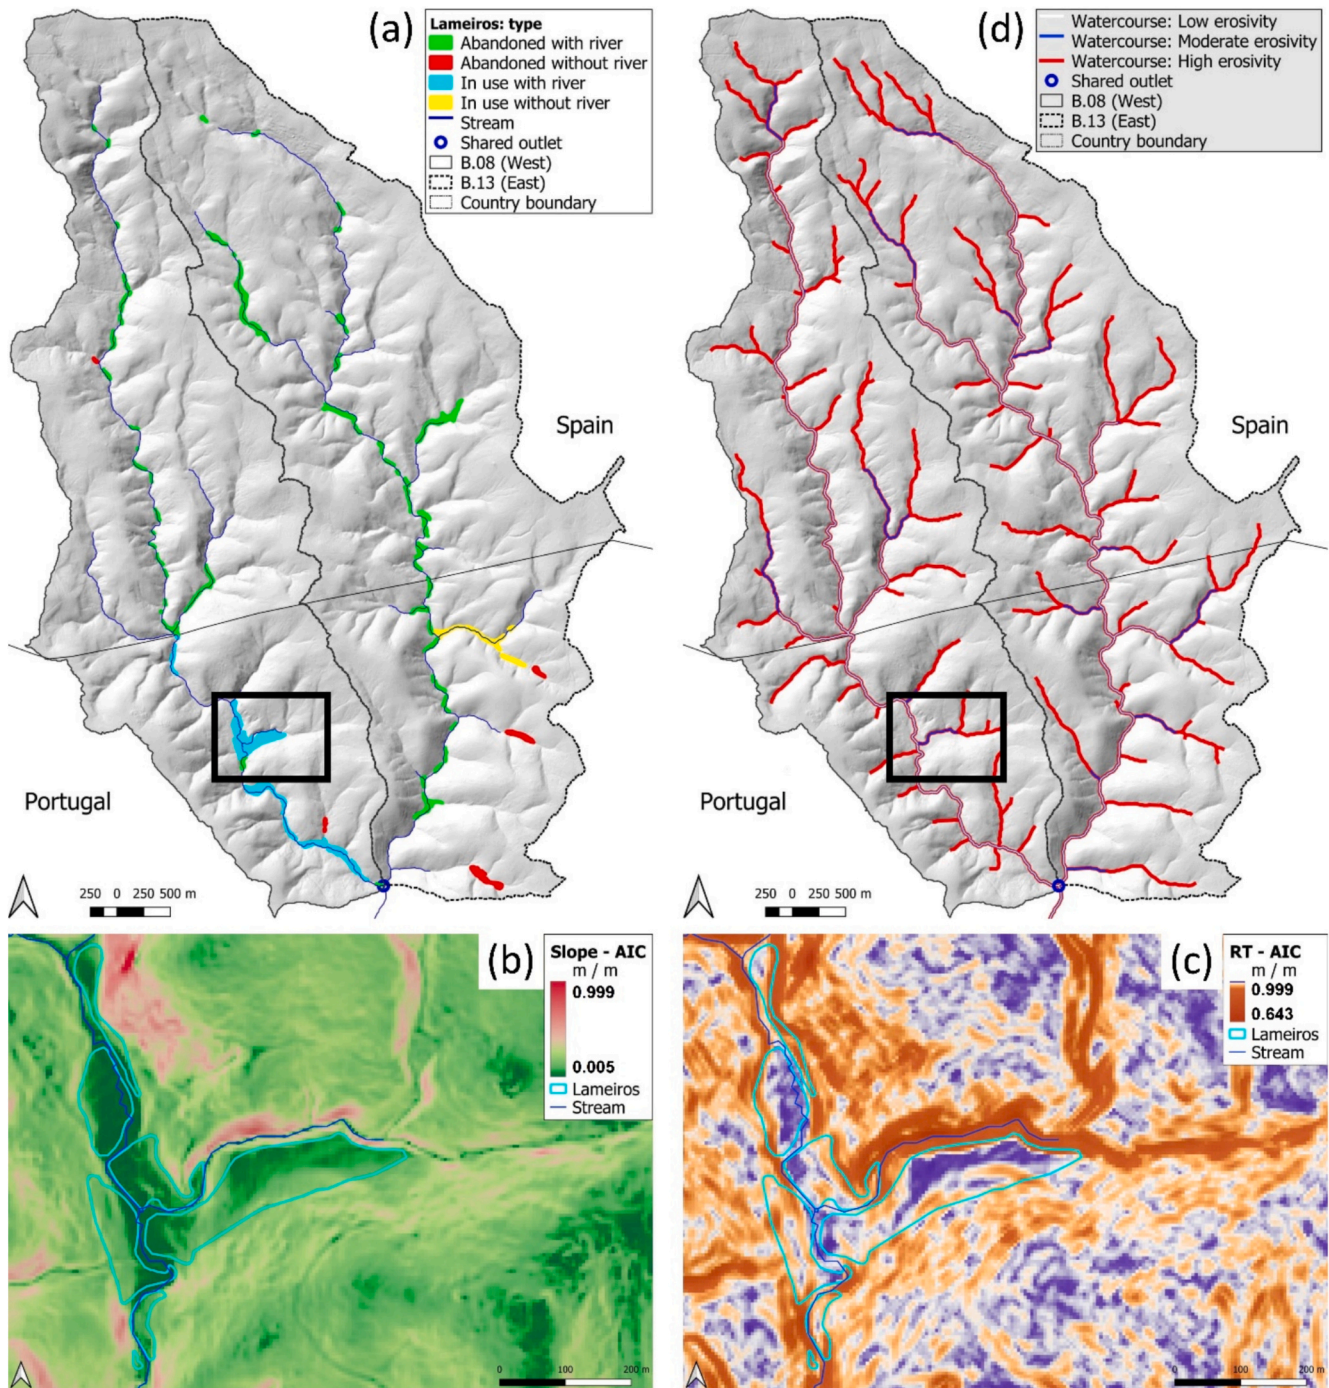 (a)
Lameiros: type
Abandoned with river
Abandoned without river
In use with river
In use without river
Stream
Shared outlet
B.08 (West)
B.13 (East)
Country boundary
Spain
Portugal
250 0 250 500 m
(d)
Watercourse: Low erosivity
Watercourse: Moderate erosivity
Watercourse: High erosivity
Shared outlet
B.08 (West)
B.13 (East)
Country boundary
Spain
Portugal
250 0 250 500 m
(b)
Slope - AIC
m / m
0.999
0.005
Lameiros
Stream
0 100 200 m
(c)
RT - AIC
m / m
0.999
0.643
Lameiros
Stream
0 100 200 m